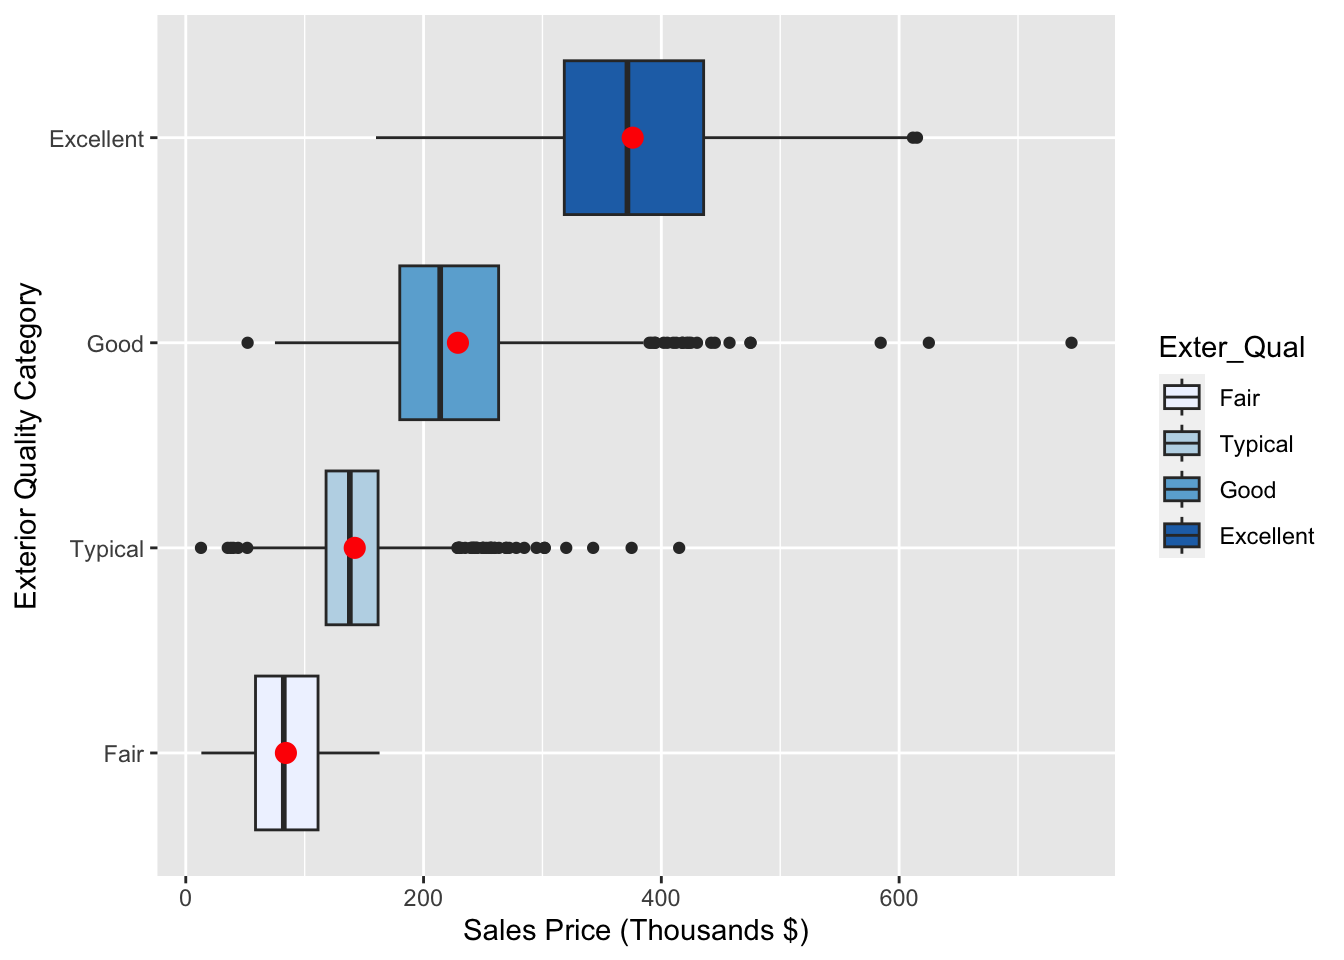 Exterior Quality Category
Excellent
Good
Typical
Fair
0
200
400
600
Sales Price (Thousands $)
Exter_Qual
Fair
Typical
Good
Excellent